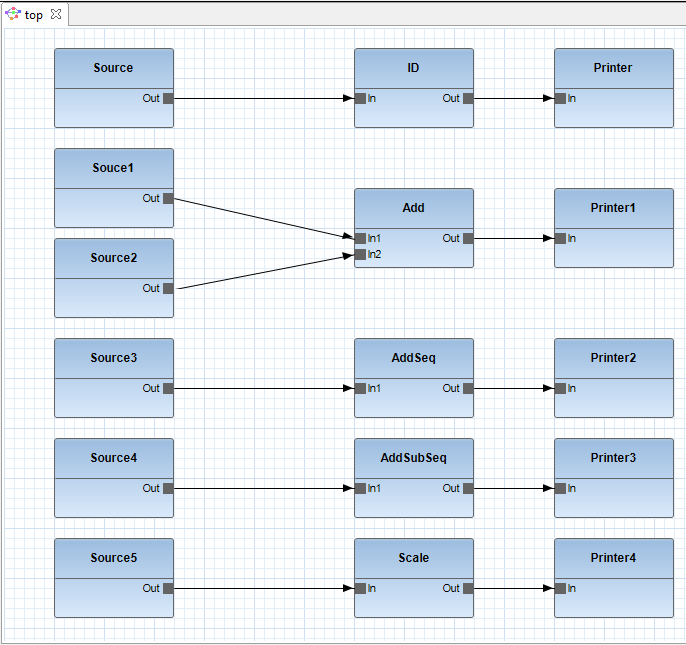 top
Source ID Printer
Out In Out In
Souce1
Out Add Printer1
In1 Out In
Source2 In2
Out
Source3 AddSeq Printer2
Out In1 Out In
Source4 AddSubSeq Printer3
Out In1 Out In
Source5 Scale Printer4
Out In Out In